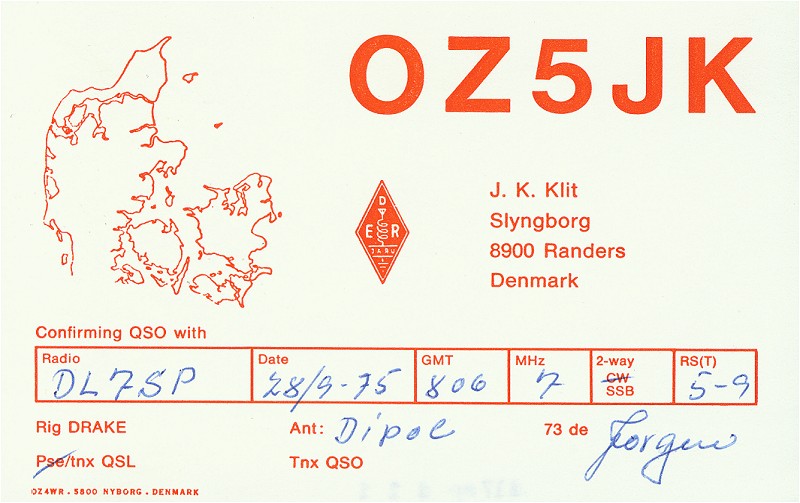 OZ5JK
D
E R
IARU
J. K. Klit
Slyngborg
8900 Randers
Denmark
Confirming QSO with
Radio Date GMT MHz 2-way RS(T)
CW
DL7SP 28/9-75 806 7 SSB 5-9
Rig DRAKE Ant: Dipol 73 de Jorgen
Pse/tnx QSL Tnx QSO
OZ4WR . 5800 NYBORG . DENMARK